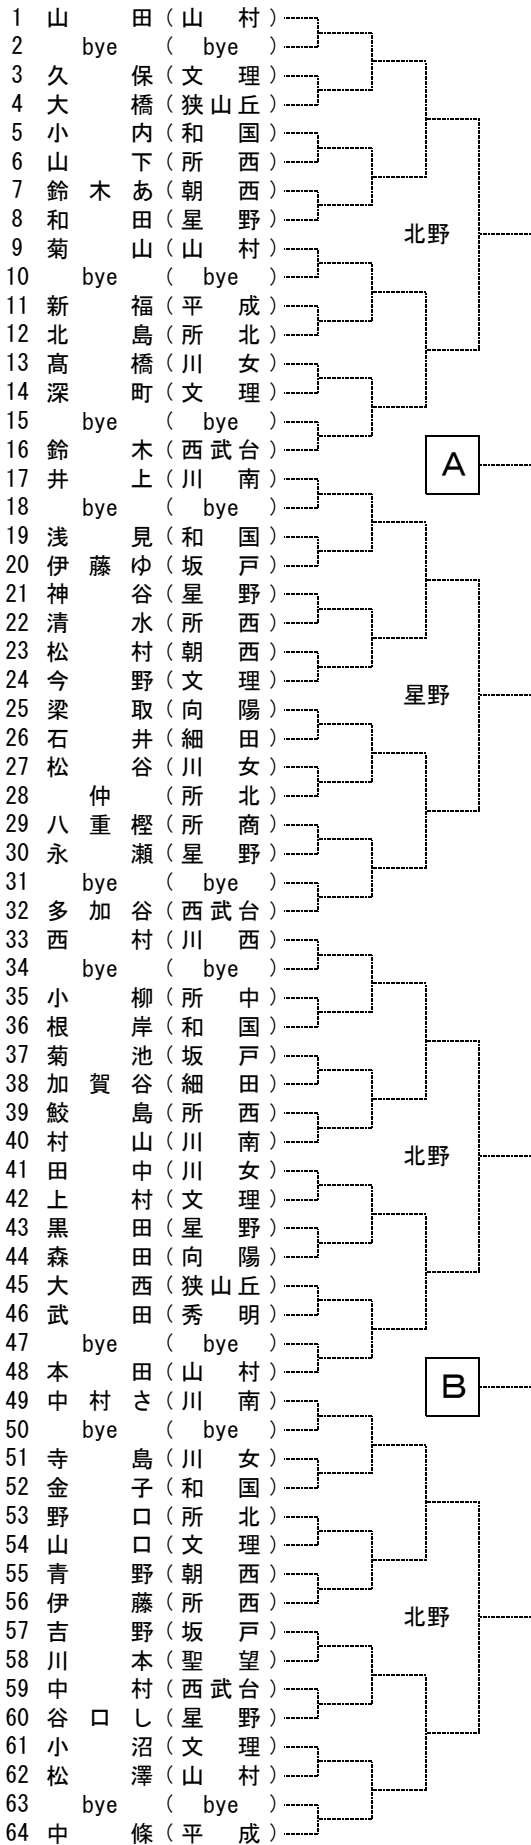 1 山田(山村)
2 bye(bye)
3 久保(文理)
4 大橋(狭山丘)
5 小内(和国)
6 山下(所西)
7 鈴木あ(朝西)
8 和田(星野)
北野
9 菊山(山村)
10 bye(bye)
11 新福(平成)
12 北島(所北)
13 髙橋(川女)
14 深町(文理)
15 bye(bye)
16 鈴木(西武台)
A
17 井上(川南)
18 bye(bye)
19 浅見(和国)
20 伊藤ゆ(坂戸)
21 神谷(星野)
22 清水(所西)
23 松村(朝西)
24 今野(文理)
星野
25 梁取(向陽)
26 石井(細田)
27 松谷(川女)
28 仲(所北)
29 八重樫(所商)
30 永瀬(星野)
31 bye(bye)
32 多加谷(西武台)
33 西村(川西)
34 bye(bye)
35 小柳(所中)
36 根岸(和国)
37 菊池(坂戸)
38 加賀谷(細田)
39 鮫島(所西)
40 村山(川南)
北野
41 田中(川女)
42 上村(文理)
43 黒田(星野)
44 森田(向陽)
45 大西(狭山丘)
46 武田(秀明)
47 bye(bye)
48 本田(山村)
B
49 中村さ(川南)
50 bye(bye)
51 寺島(川女)
52 金子(和国)
53 野口(所北)
54 山口(文理)
55 青野(朝西)
56 伊藤(所西)
北野
57 吉野(坂戸)
58 川本(聖望)
59 中村(西武台)
60 谷口し(星野)
61 小沼(文理)
62 松澤(山村)
63 bye(bye)
64 中條(平成)